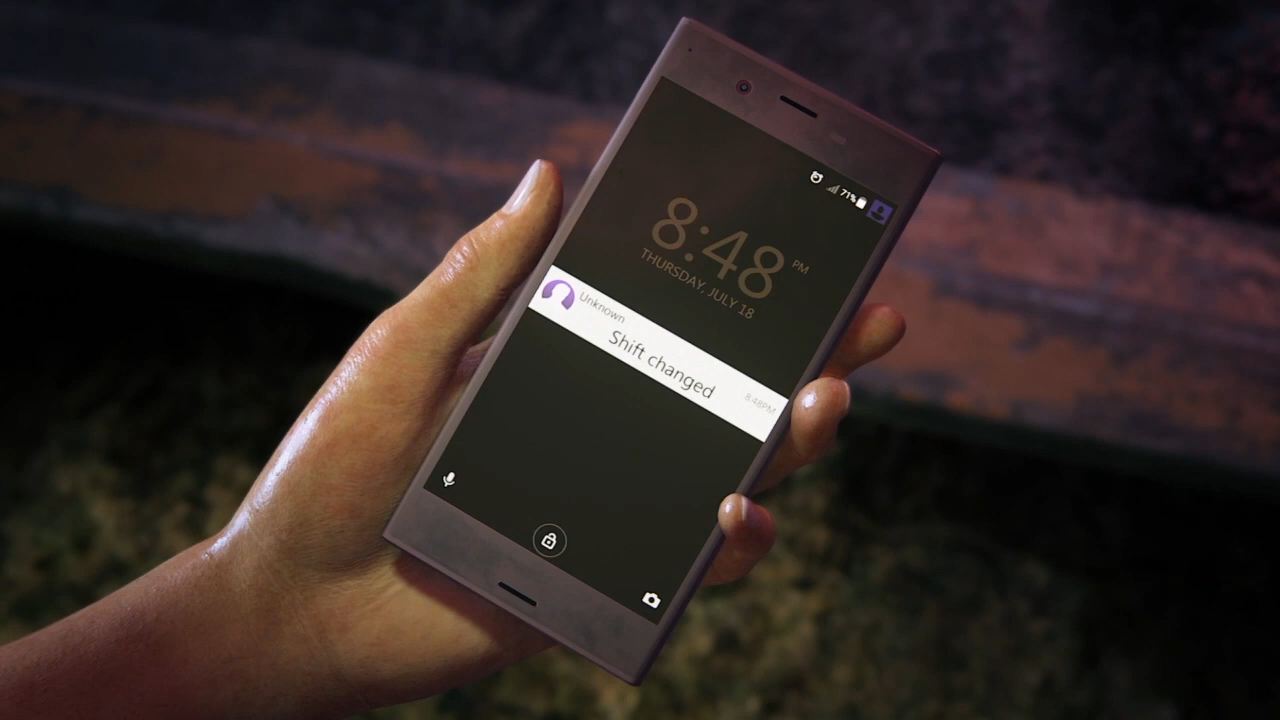 71%
8:48 PM
THURSDAY, JULY 18
Unknown
Shift changed
8:48PM